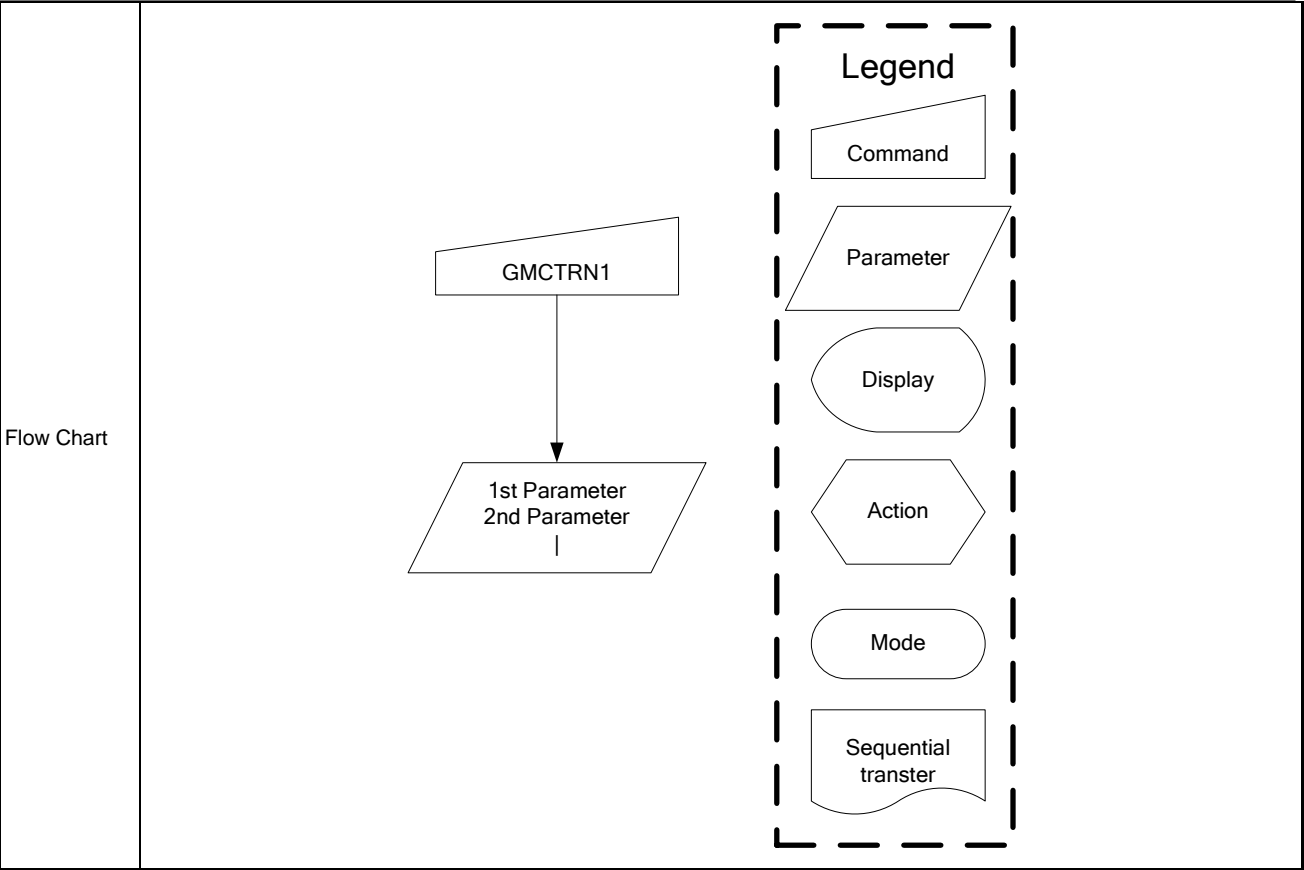 Flow Chart
GMCTRN1
1st Parameter
2nd Parameter
|
Legend
Command
Parameter
Display
Action
Mode
Sequential
transter